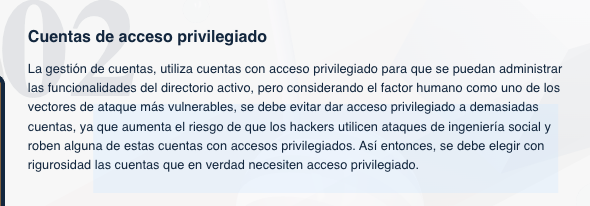 02
Cuentas de acceso privilegiado
La gestión de cuentas, utiliza cuentas con acceso privilegiado para que se puedan administrar
las funcionalidades del directorio activo, pero considerando el factor humano como uno de los
vectores de ataque más vulnerables, se debe evitar dar acceso privilegiado a demasiadas
cuentas, ya que aumenta el riesgo de que los hackers utilicen ataques de ingeniería social y
roben alguna de estas cuentas con accesos privilegiados. Así entonces, se debe elegir con
rigurosidad las cuentas que en verdad necesiten acceso privilegiado.